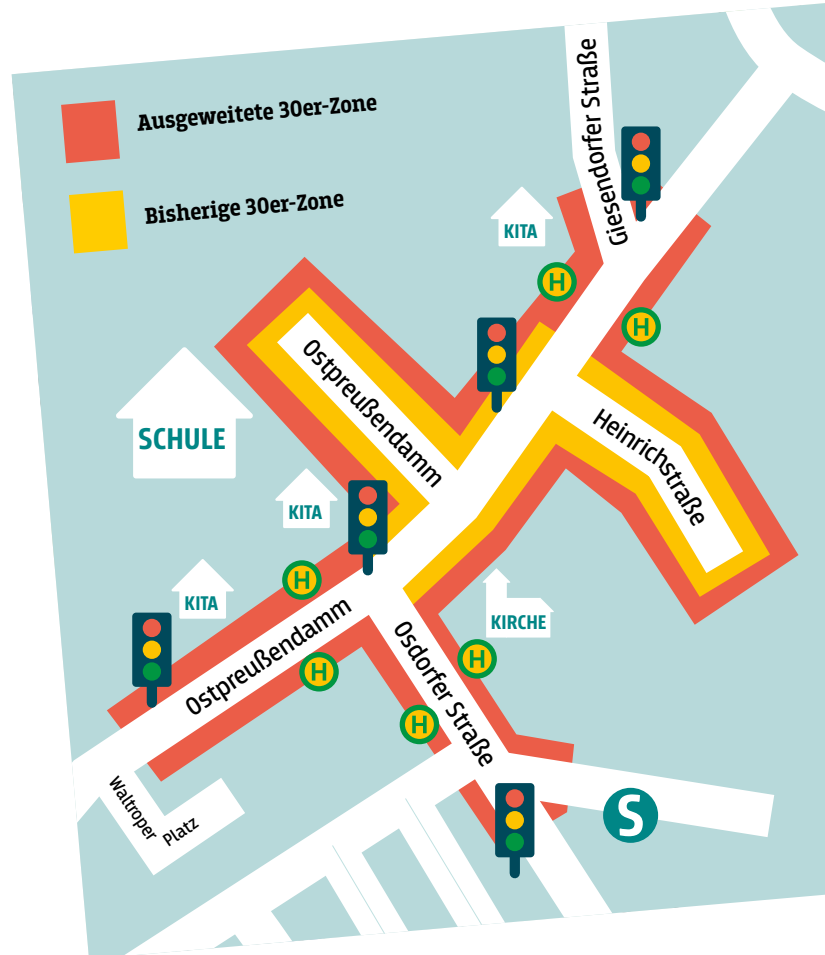 Ausgeweitete 30er-Zone
Bisherige 30er-Zone
Giesendorfer Straße
KITA
H
H
Ostpreußendamm
Heinrichstraße
SCHULE
KITA
H
KITA
KIRCHE
Ostpreußendamm
Osdorfer Straße
H
H
H
Waltroper
Platz
S